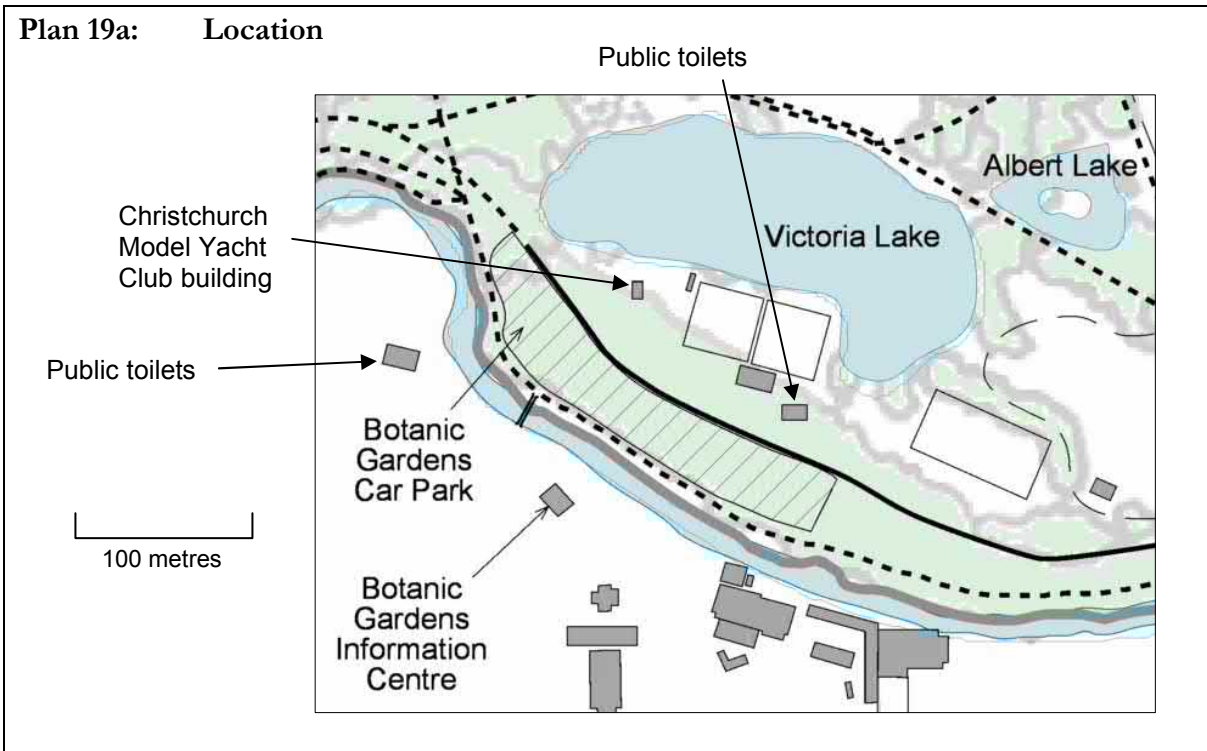 Plan 19a: Location
Public toilets
Albert Lake
Christchurch
Model Yacht
Club building
Victoria Lake
Public toilets
Botanic
Gardens
Car Park
100 metres
Botanic
Gardens
Information
Centre